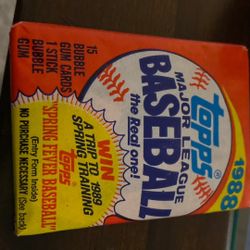 1988
topps®
MAJOR LEAGUE
BASEBALL
the Real one!
15
BUBBLE
GUM CARDS
1 STICK
BUBBLE
GUM
WIN
A TRIP TO 1989
SPRING TRAINING
topps
"SPRING FEVER BASEBALL"
(Entry Form Inside)
NO PURCHASE NECESSARY (See back)